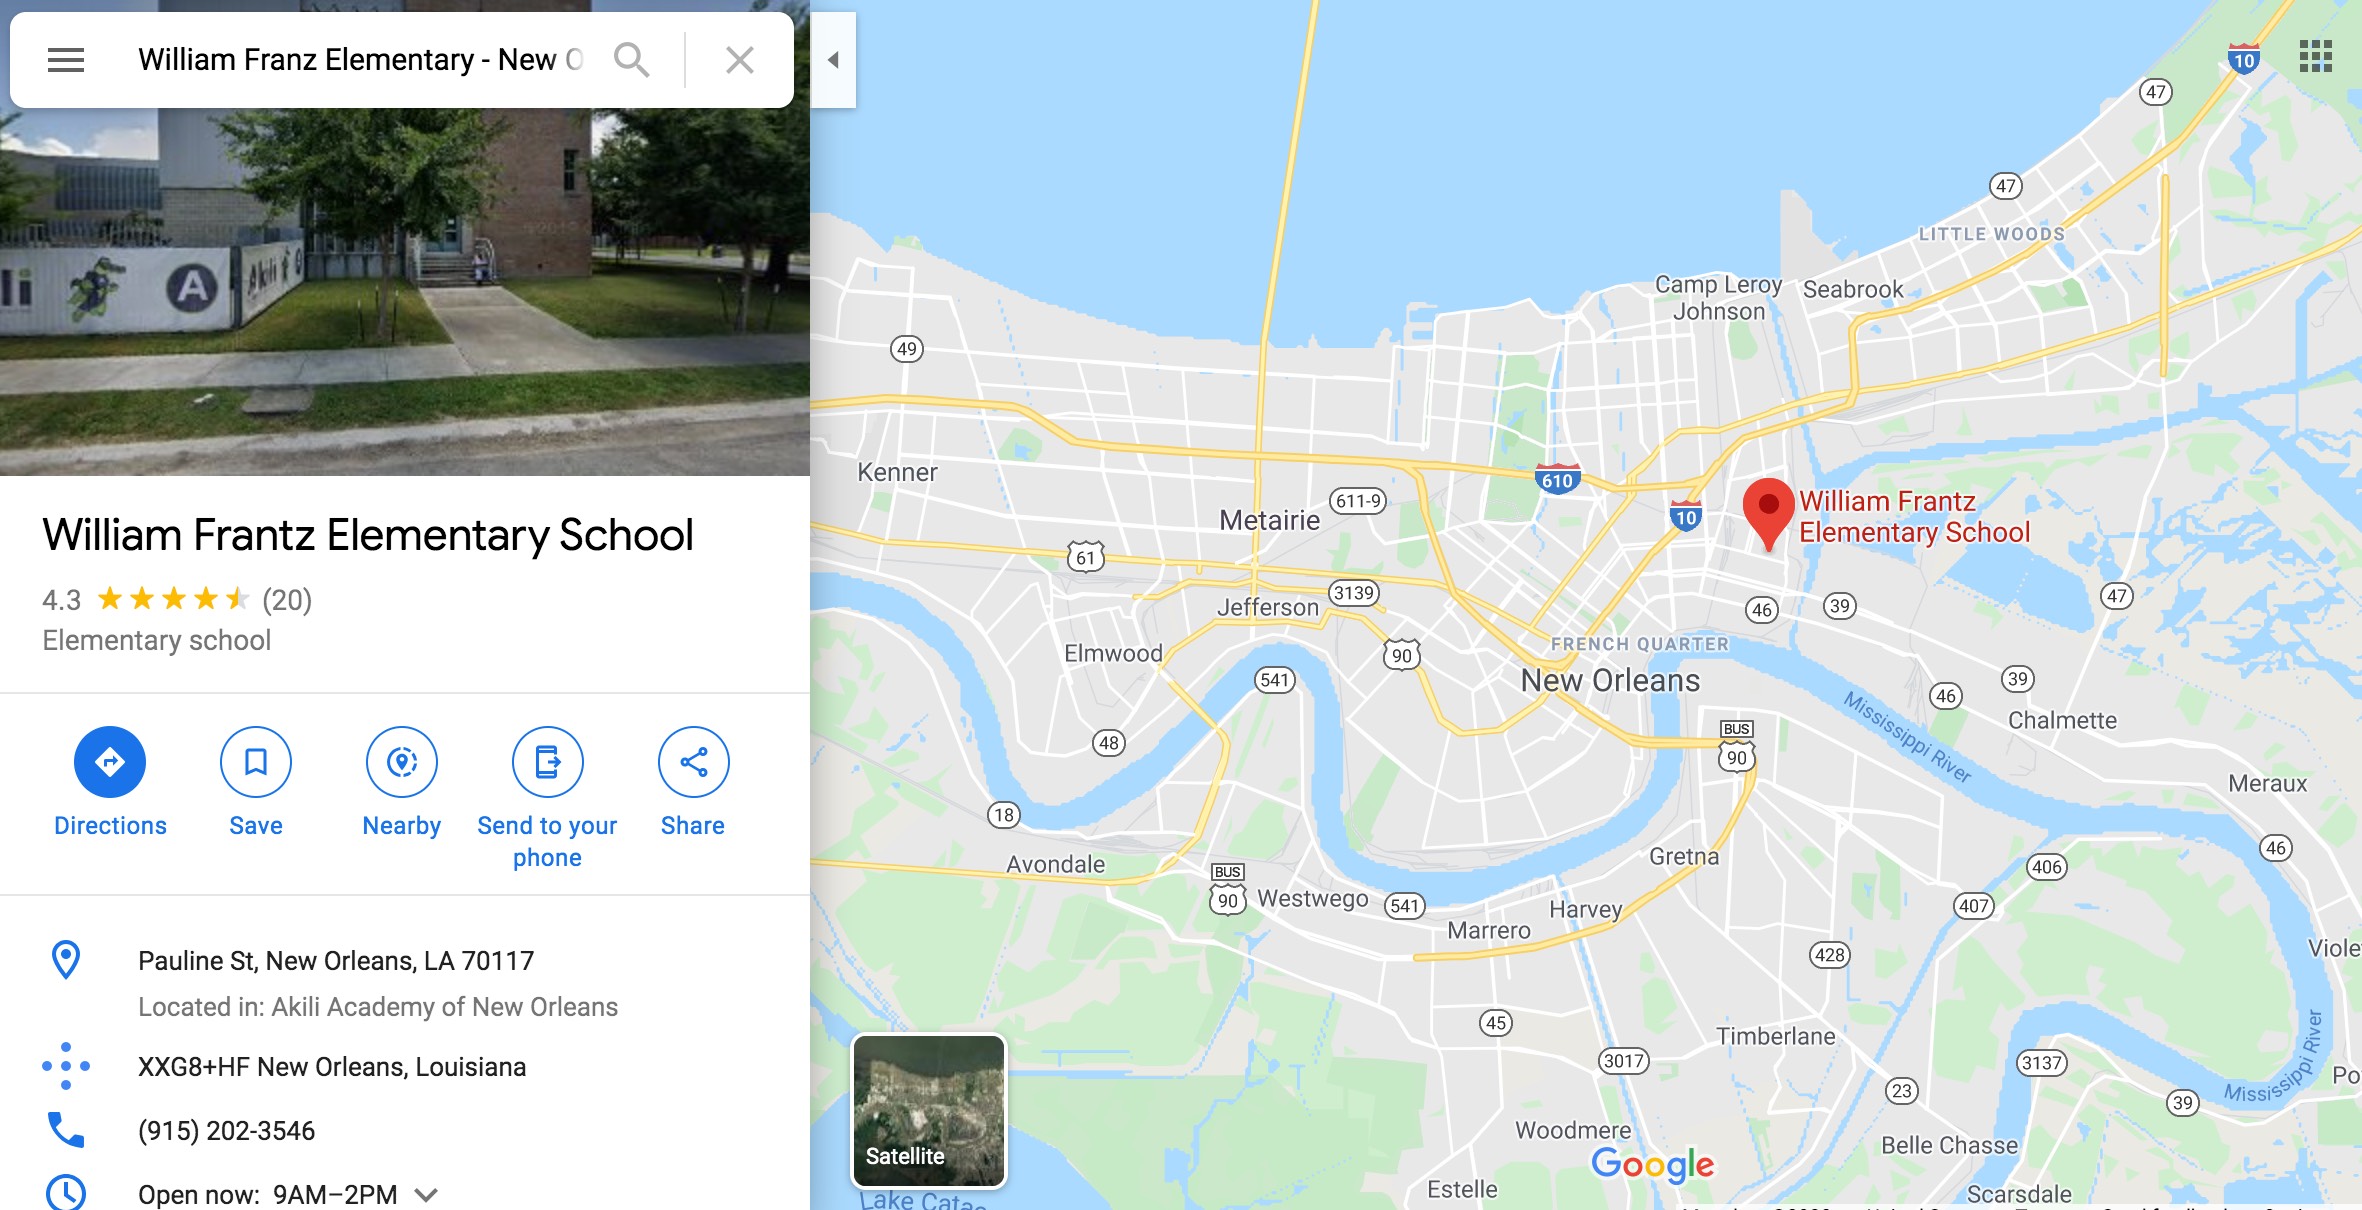 William Franz Elementary - New O
A
Akili
William Frantz Elementary School
4.3 (20)
Elementary school
Directions
Save
Nearby
Send to your
phone
Share
Pauline St, New Orleans, LA 70117
Located in: Akili Academy of New Orleans
XXG8+HF New Orleans, Louisiana
(915) 202-3546
Open now: 9AM–2PM
10
47
47
LITTLE WOODS
Camp Leroy
Johnson
Seabrook
49
Kenner
610
611-9
10
William Frantz
Elementary School
Metairie
61
3139
Jefferson
46
39
47
Elmwood
90
FRENCH QUARTER
New Orleans
541
39
46
Chalmette
Mississippi River
48
BUS
90
Meraux
18
Avondale
Gretna
46
406
BUS
90
Westwego
541
Harvey
407
Marrero
428
Viole
45
Timberlane
3017
3137
Mississippi River
Po
23
39
Woodmere
Belle Chasse
Satellite
Google
Estelle
Scarsdale
Lake Catao